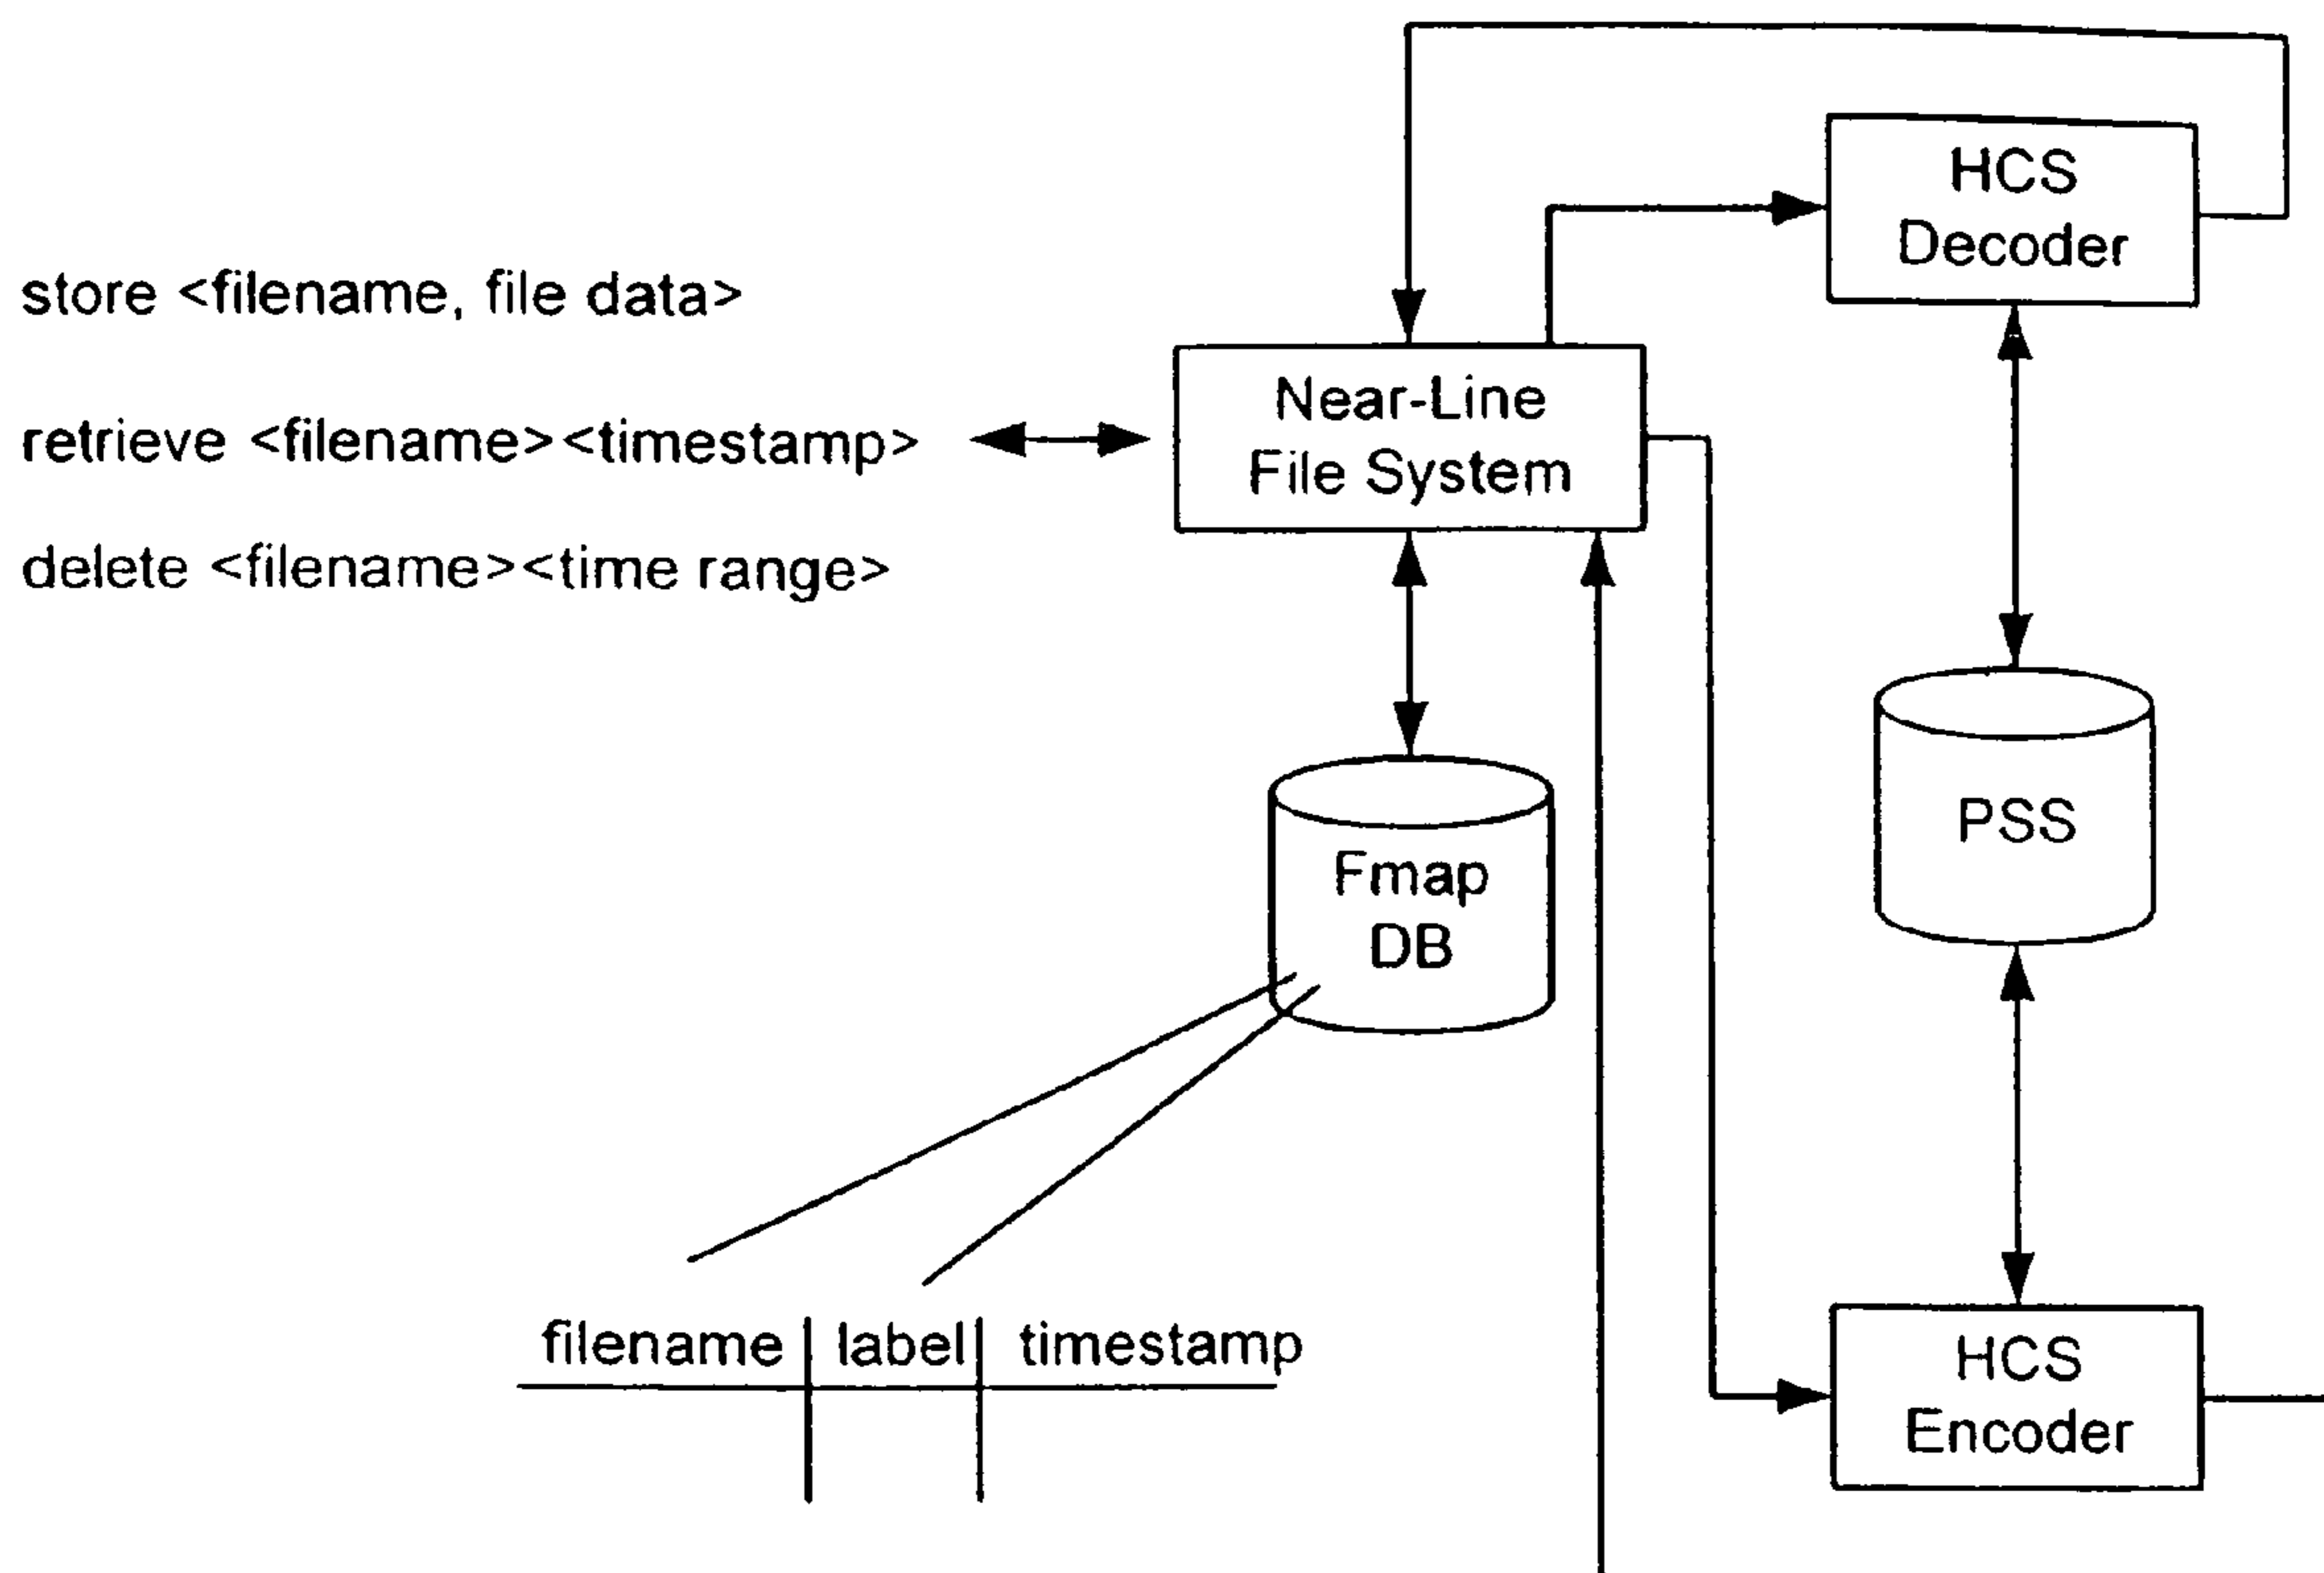 HCS
Decoder
store <filename, file data>
Near-Line
File System
retrieve <filename><timestamp>
delete <filename><time range>
PSS
Fmap
DB
filename label timestamp
HCS
Encoder